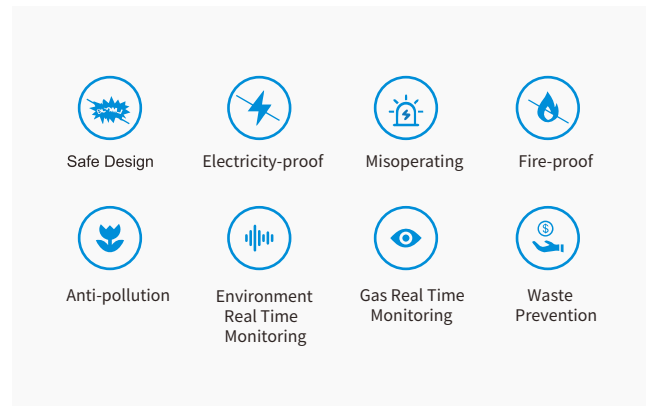 Safe Design
Electricity-proof
Misoperating
Fire-proof
Anti-pollution
Environment
Real Time
Monitoring
Gas Real Time
Monitoring
$
Waste
Prevention